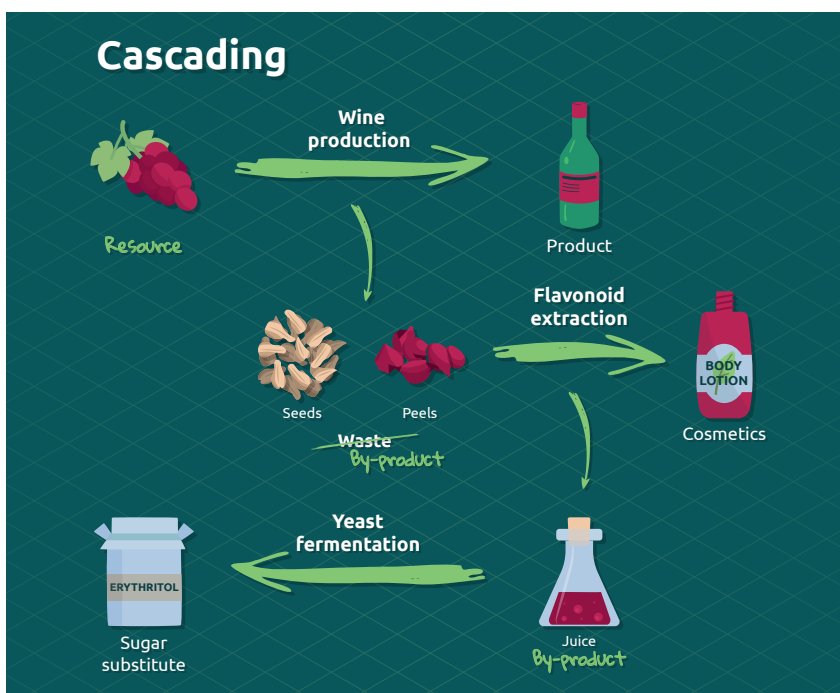 Cascading
Wine
production
Resource
Product
Flavonoid
extraction
BODY
LOTION
Seeds
Peels
Cosmetics
Waste
By-product
Yeast
fermentation
ERYTHRITOL
Sugar
substitute
Juice
By-product